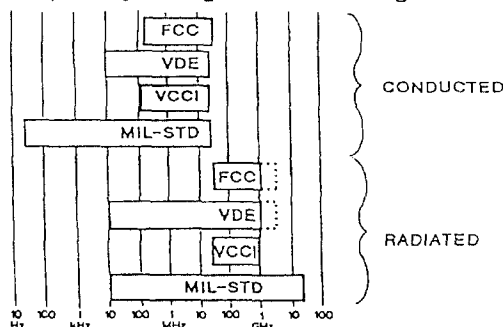 FCC
VDE
VCCI
MIL-STD
CONDUCTED
FCC
VDE
VCCI
MIL-STD
RADIATED
10 100 1 10 100 1 10 100 1 10 100
Hz kHz MHz GHz